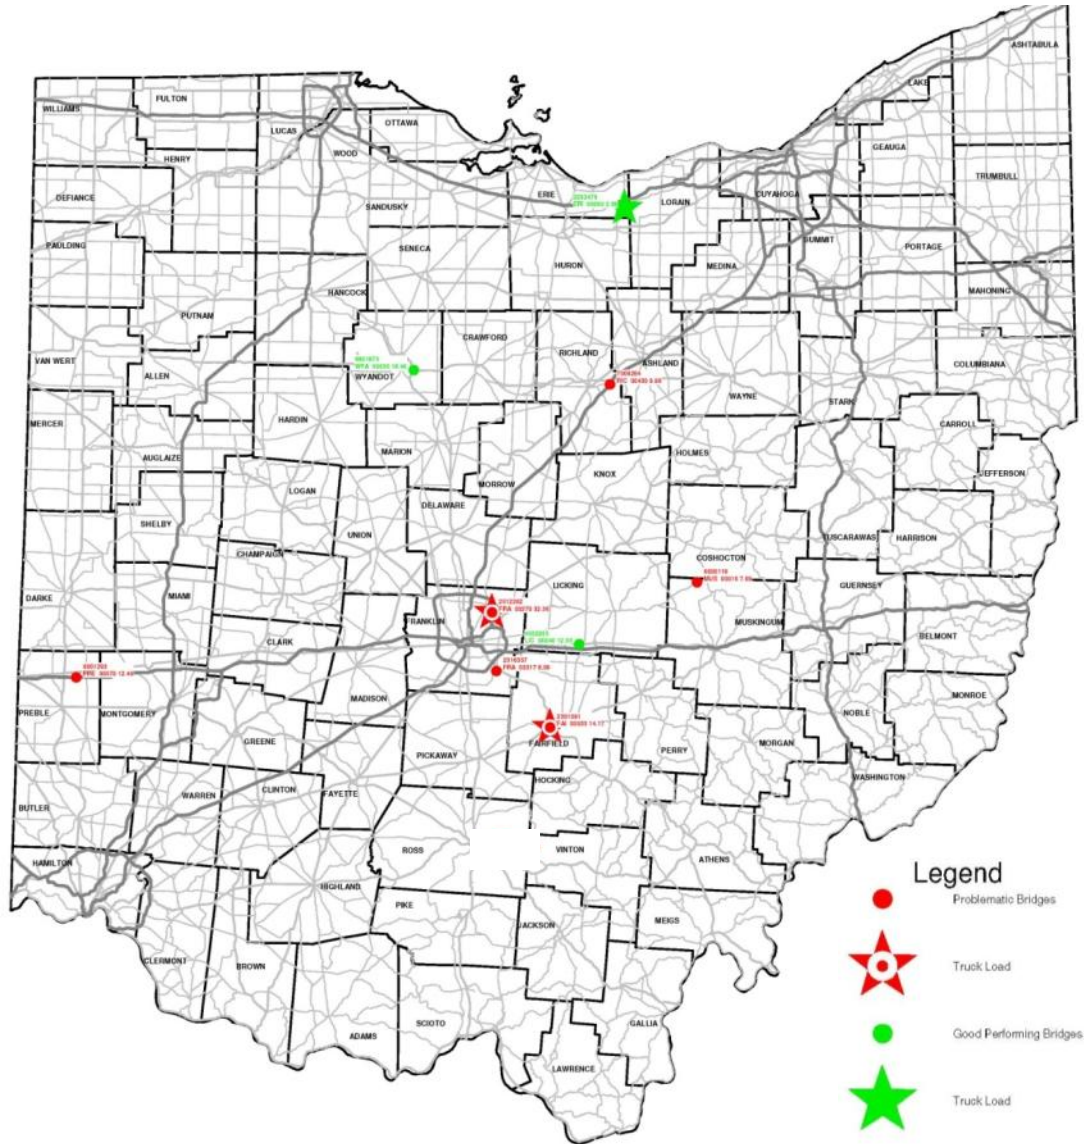 ASHTABULA
LAKE
WILLIAMS
FULTON
LUCAS
OTTAWA
GEAUGA
WOOD
HENRY
TRUMBULL
CUYAHOGA
ERIE
LORAIN
DEFIANCE
SANDUSKY
SUMMIT
PORTAGE
PAULDING
SENECA
HURON
MEDINA
HANCOCK
MAHONING
PUTNAM
CRAWFORD
RICHLAND
ASHLAND
COLUMBIANA
VAN WERT
ALLEN
WYANDOT
WAYNE
STARK
MERCER
HARDIN
CARROLL
MARION
HOLMES
AUGLAIZE
KNOX
JEFFERSON
LOGAN
MORROW
DELAWARE
SHELBY
UNION
TUSCARAWAS
HARRISON
CHAMPAIGN
COSHOCTON
LICKING
GUERNSEY
DARKE
MIAMI
FRANKLIN
MUSKINGUM
CLARK
BELMONT
MADISON
MONROE
PREBLE
MONTGOMERY
NOBLE
GREENE
FAIRFIELD
PERRY
MORGAN
PICKAWAY
HOCKING
WASHINGTON
BUTLER
WARREN
CLINTON
FAYETTE
ROSS
VINTON
HAMILTON
ATHENS
HIGHLAND
PIKE
JACKSON
MEIGS
CLERMONT
BROWN
SCIOTO
GALLIA
ADAMS
LAWRENCE
Legend
Problematic Bridges
Truck Load
Good Performing Bridges
Truck Load